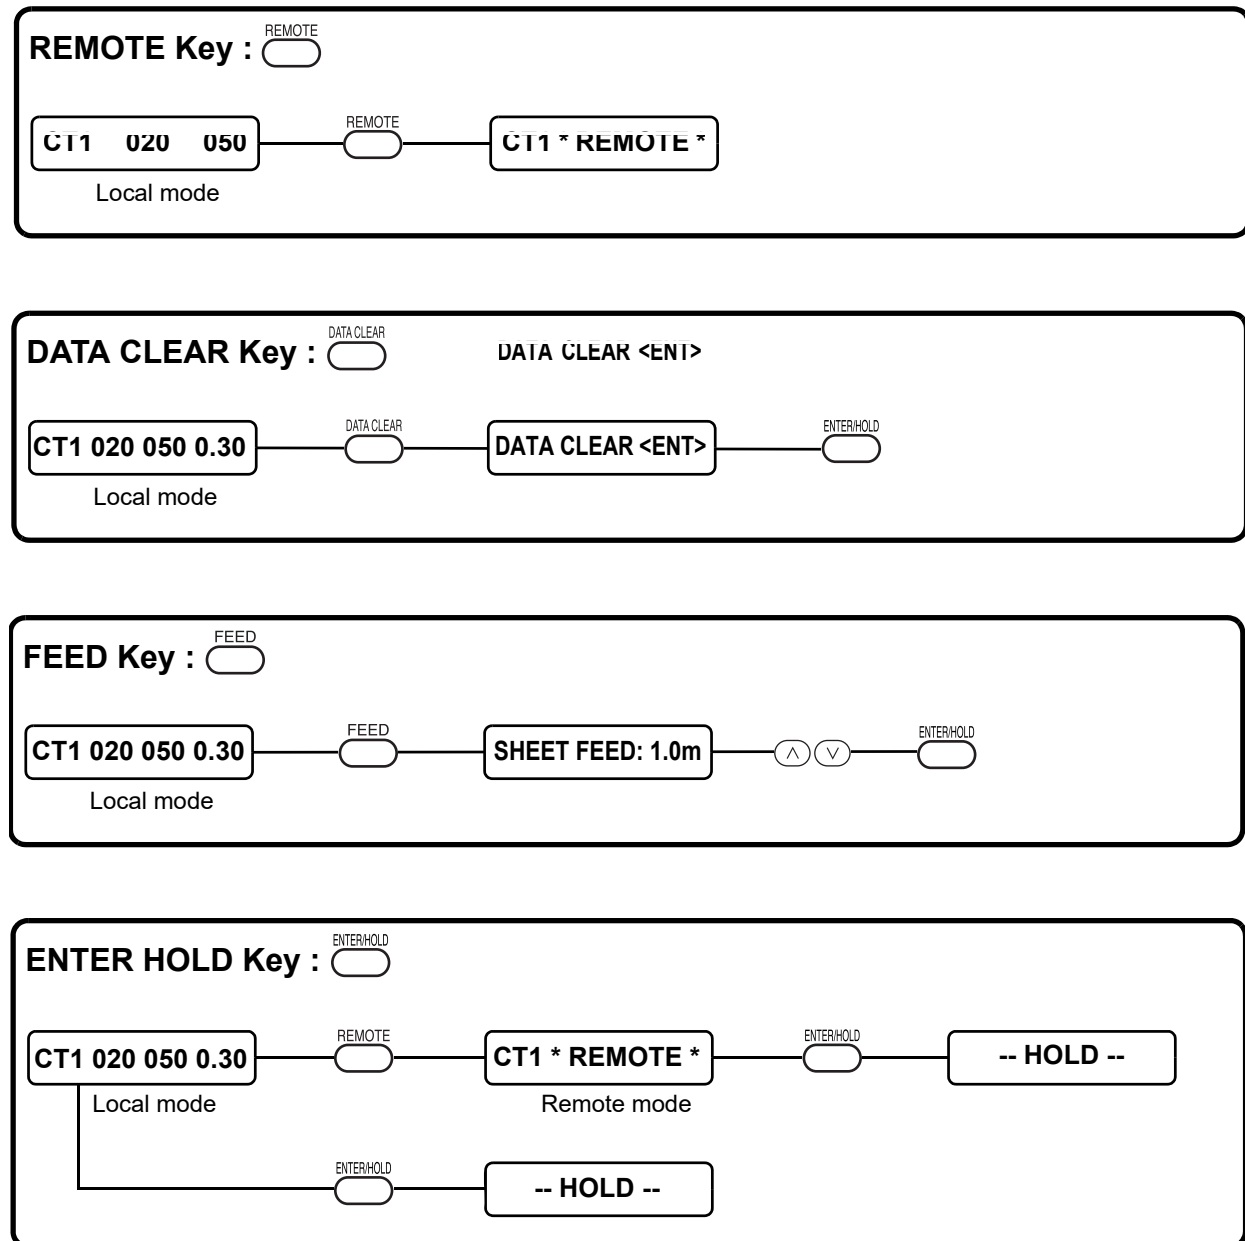 REMOTE
REMOTE Key :
REMOTE
CT1 020 050
CT1 * REMOTE *
Local mode
DATA CLEAR
DATA CLEAR Key :
DATA CLEAR <ENT>
DATA CLEAR
ENTER/HOLD
CT1 020 050 0.30
DATA CLEAR <ENT>
Local mode
FEED
FEED Key :
FEED
ENTER/HOLD
CT1 020 050 0.30
SHEET FEED: 1.0m
Local mode
ENTER/HOLD
ENTER HOLD Key :
REMOTE
ENTER/HOLD
CT1 020 050 0.30
CT1 * REMOTE *
-- HOLD --
Local mode
Remote mode
ENTER/HOLD
-- HOLD --